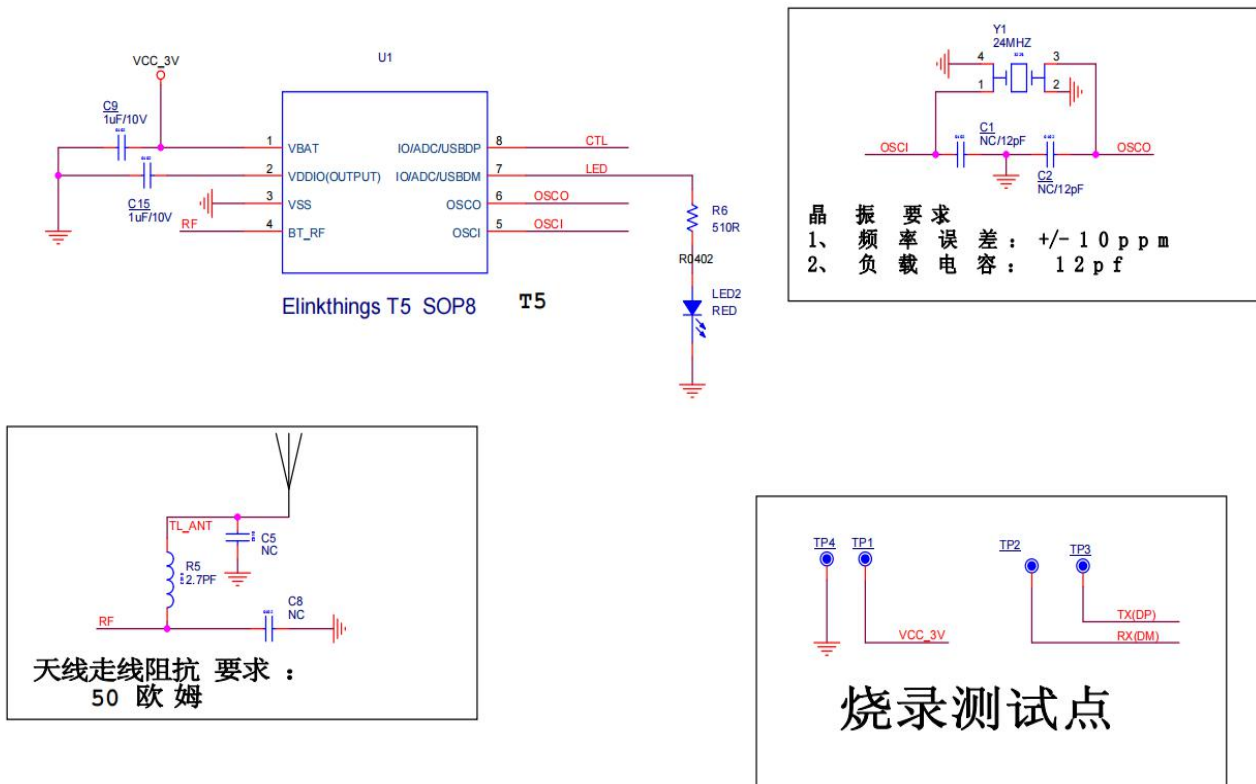 VCC_3V
C9
1uF/10V
C15
1uF/10V
RF
U1
1 VBAT
2 VDDIO(OUTPUT)
3 VSS
4 BT_RF
IO/ADC/USBDP 8 CTL
IO/ADC/USBDM 7 LED
OSCO 6 OSCO
OSCI 5 OSCI
Elinkthings T5 SOP8 T5
R6
510R
R0402
LED2
RED
Y1
24MHZ
4 3
1 2
OSCI
C1
NC/12pF
OSCO
C2
NC/12pF
晶 振 要求
1、 频率误差: +/-10ppm
2、 负载电容: 12pf
TL_ANT
C5
NC
R5
2.7PF
C8
NC
RF
天线走线阻抗 要求 :
50 欧姆
TP4 TP1 TP2 TP3
TX(DP)
VCC_3V RX(DM)
烧录测试点